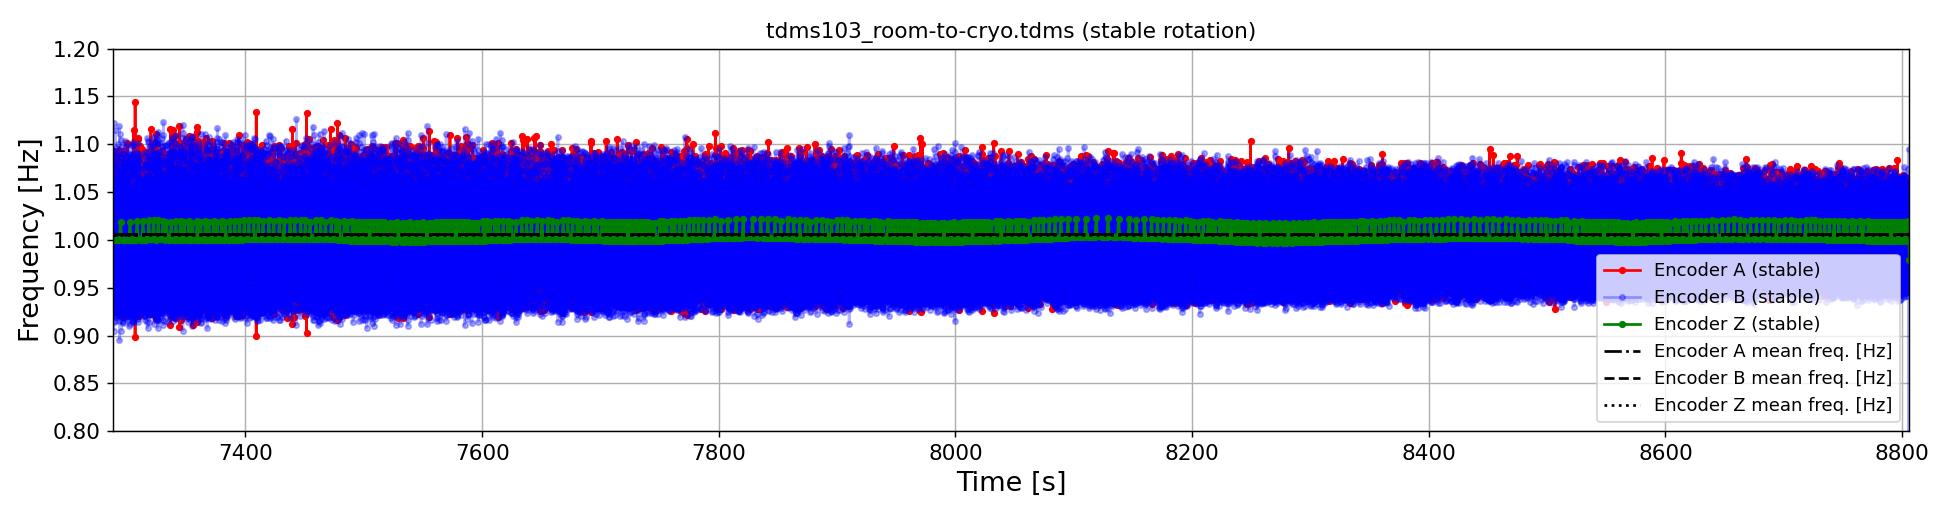 tdms103_room-to-cryo.tdms (stable rotation)
Frequency [Hz]
1.20
1.15
1.10
1.05
1.00
0.95
0.90
0.85
0.80
Encoder A (stable)
Encoder B (stable)
Encoder Z (stable)
Encoder A mean freq. [Hz]
Encoder B mean freq. [Hz]
Encoder Z mean freq. [Hz]
7400 7600 7800 8000 8200 8400 8600 8800
Time [s]